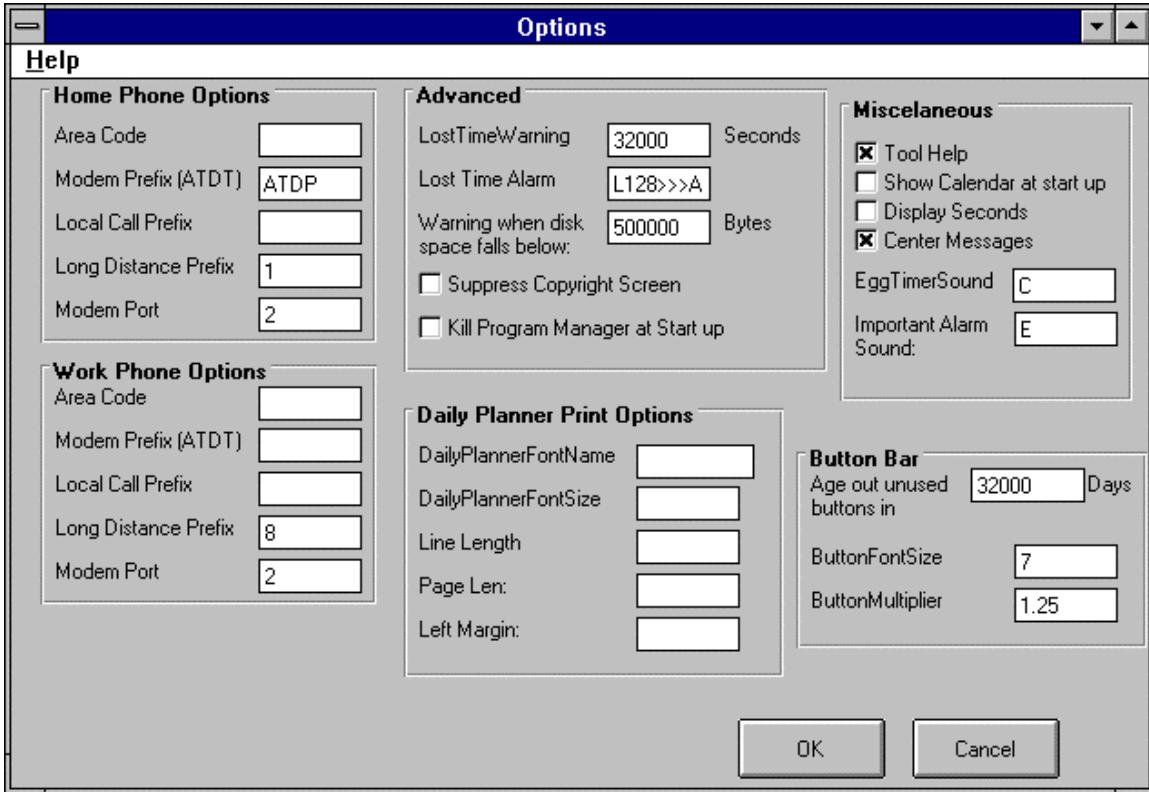 Options
Help
Home Phone Options
Area Code
Modem Prefix (ATDT) ATDP
Local Call Prefix
Long Distance Prefix 1
Modem Port 2
Work Phone Options
Area Code
Modem Prefix (ATDT)
Local Call Prefix
Long Distance Prefix 8
Modem Port 2
Advanced
LostTimeWarning 32000 Seconds
Lost Time Alarm L128>>>A
Warning when disk
space falls below: 500000 Bytes
Suppress Copyright Screen
Kill Program Manager at Start up
Daily Planner Print Options
DailyPlannerFontName
DailyPlannerFontSize
Line Length
Page Len:
Left Margin:
Miscelaneous
Tool Help
Show Calendar at start up
Display Seconds
Center Messages
EggTimerSound C
Important Alarm
Sound: E
Button Bar
Age out unused
buttons in 32000 Days
ButtonFontSize 7
ButtonMultiplier 1.25
OK Cancel